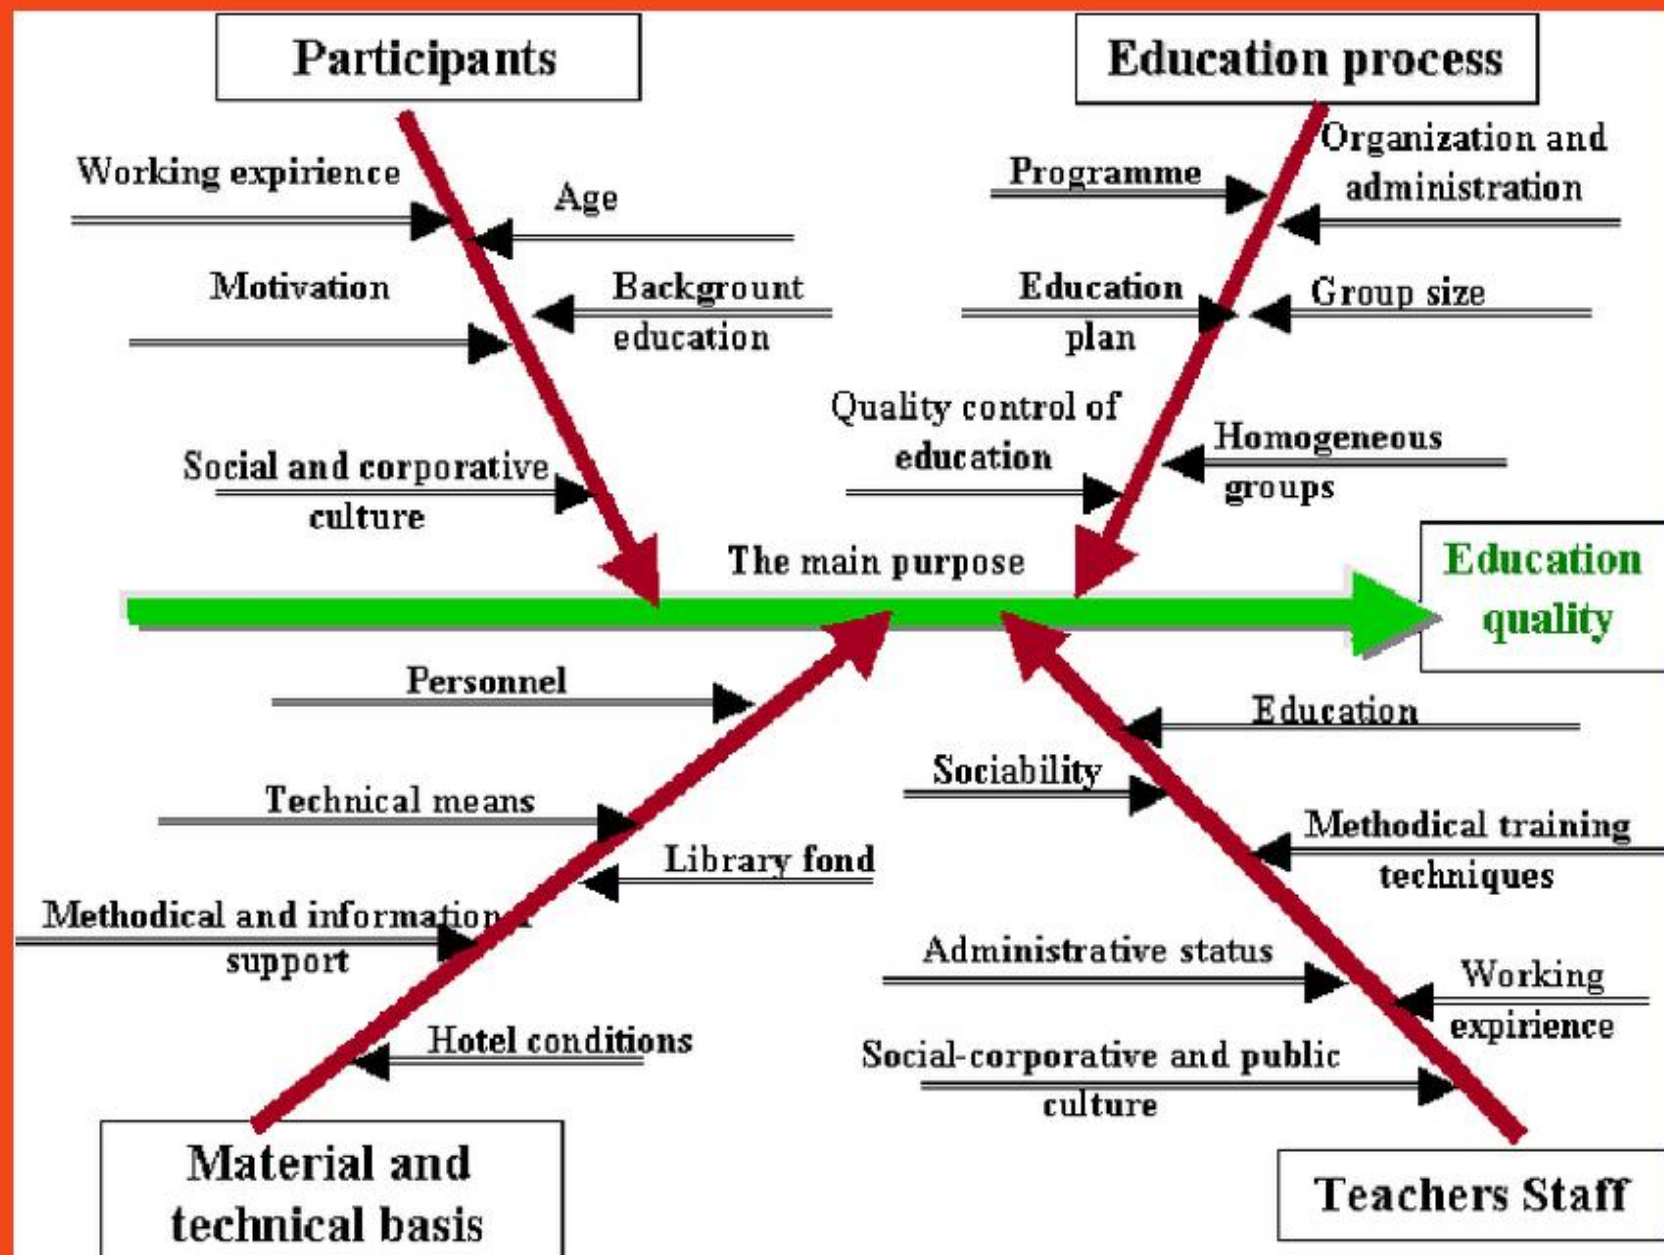 Participants
Education process
Working expirience
Age
Motivation
Backgrount
education
Social and corporative
culture
Programme
Organization and
administration
Education
plan
Group size
Quality control of
education
Homogeneous
groups
The main purpose
Education
quality
Personnel
Technical means
Library fond
Methodical and information
support
Hotel conditions
Material and
technical basis
Education
Sociability
Methodical training
techniques
Administrative status
Working
expirience
Social-corporative and public
culture
Teachers Staff